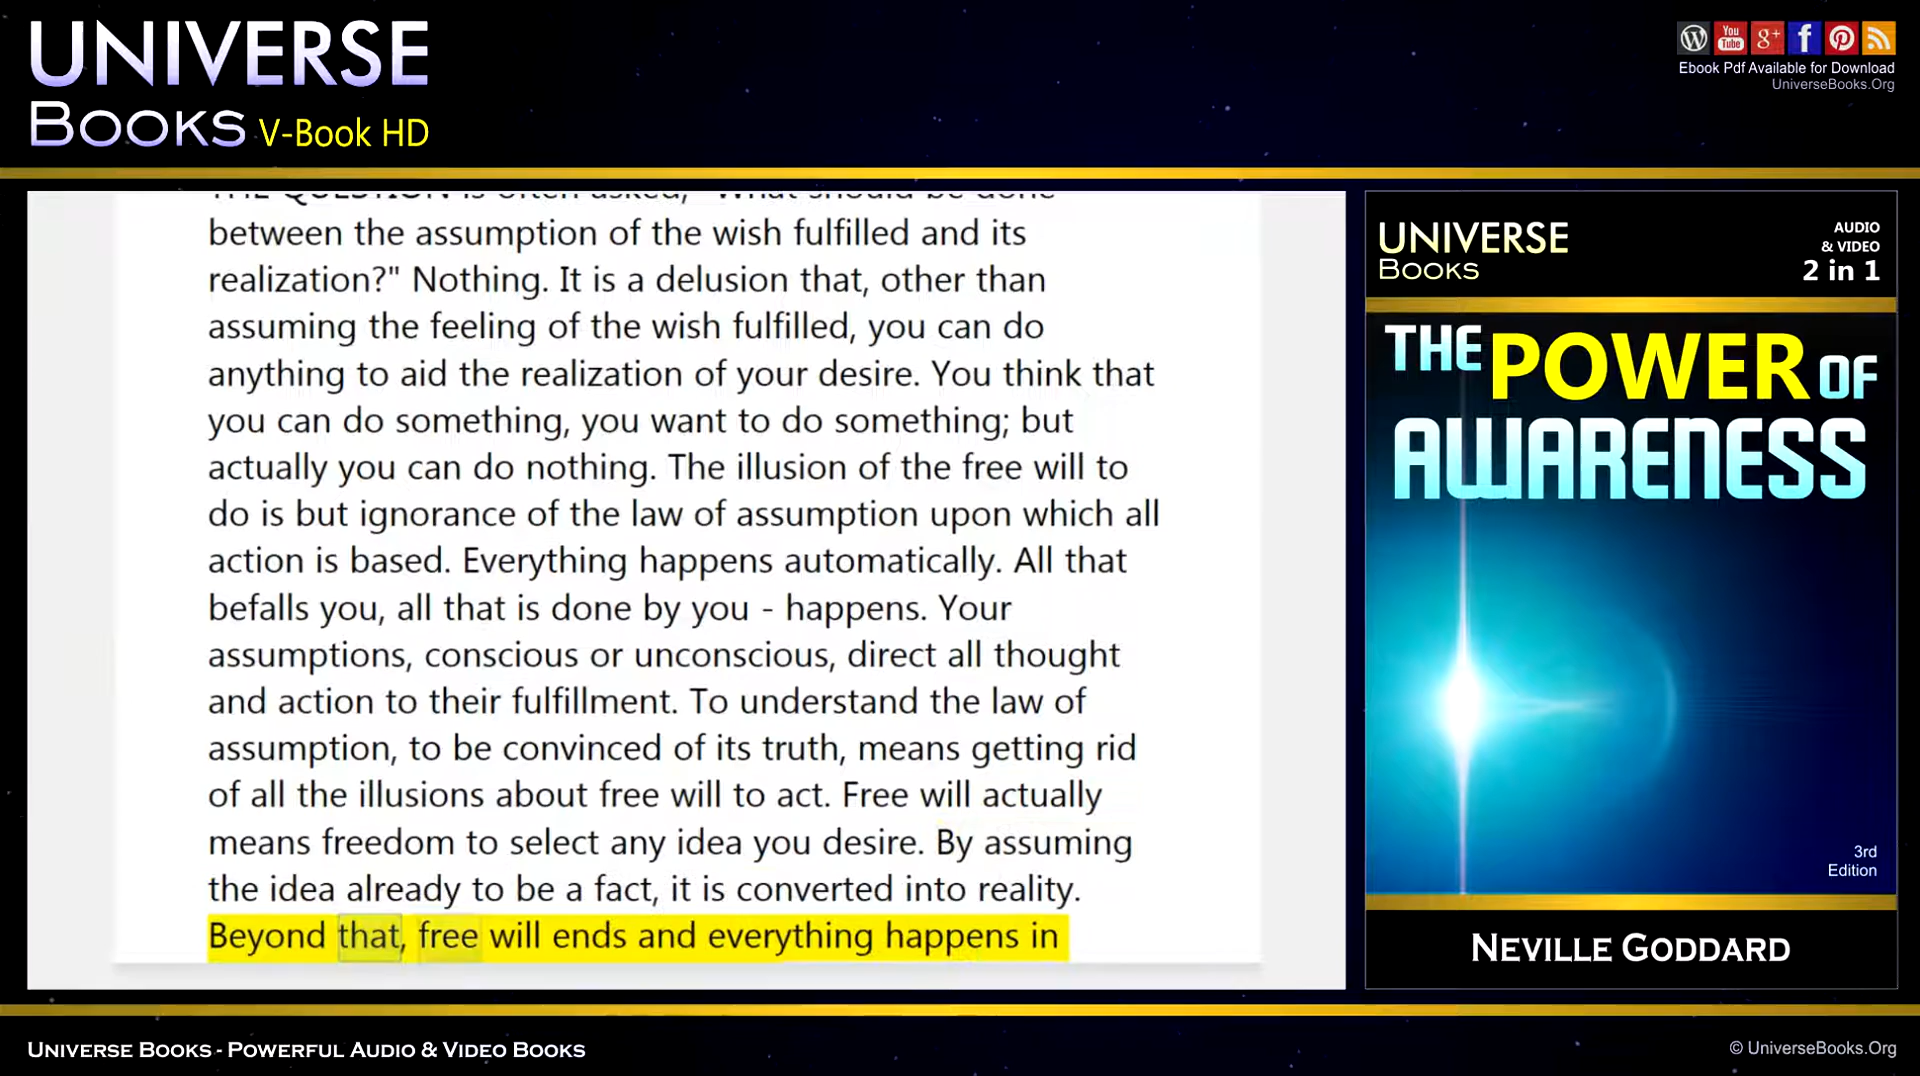 UNIVERSE
BOOKS V-Book HD
Ebook Pdf Available for Download
UniverseBooks.Org
THE QUESTION is often asked, "What should be done
between the assumption of the wish fulfilled and its
realization?" Nothing. It is a delusion that, other than
assuming the feeling of the wish fulfilled, you can do
anything to aid the realization of your desire. You think that
you can do something, you want to do something; but
actually you can do nothing. The illusion of the free will to
do is but ignorance of the law of assumption upon which all
action is based. Everything happens automatically. All that
befalls you, all that is done by you - happens. Your
assumptions, conscious or unconscious, direct all thought
and action to their fulfillment. To understand the law of
assumption, to be convinced of its truth, means getting rid
of all the illusions about free will to act. Free will actually
means freedom to select any idea you desire. By assuming
the idea already to be a fact, it is converted into reality.
Beyond that, free will ends and everything happens in
UNIVERSE
BOOKS
AUDIO
& VIDEO
2 in 1
THE POWER OF
AWARENESS
3rd
Edition
NEVILLE GODDARD
UNIVERSE BOOKS - POWERFUL AUDIO & VIDEO BOOKS
© UniverseBooks.Org